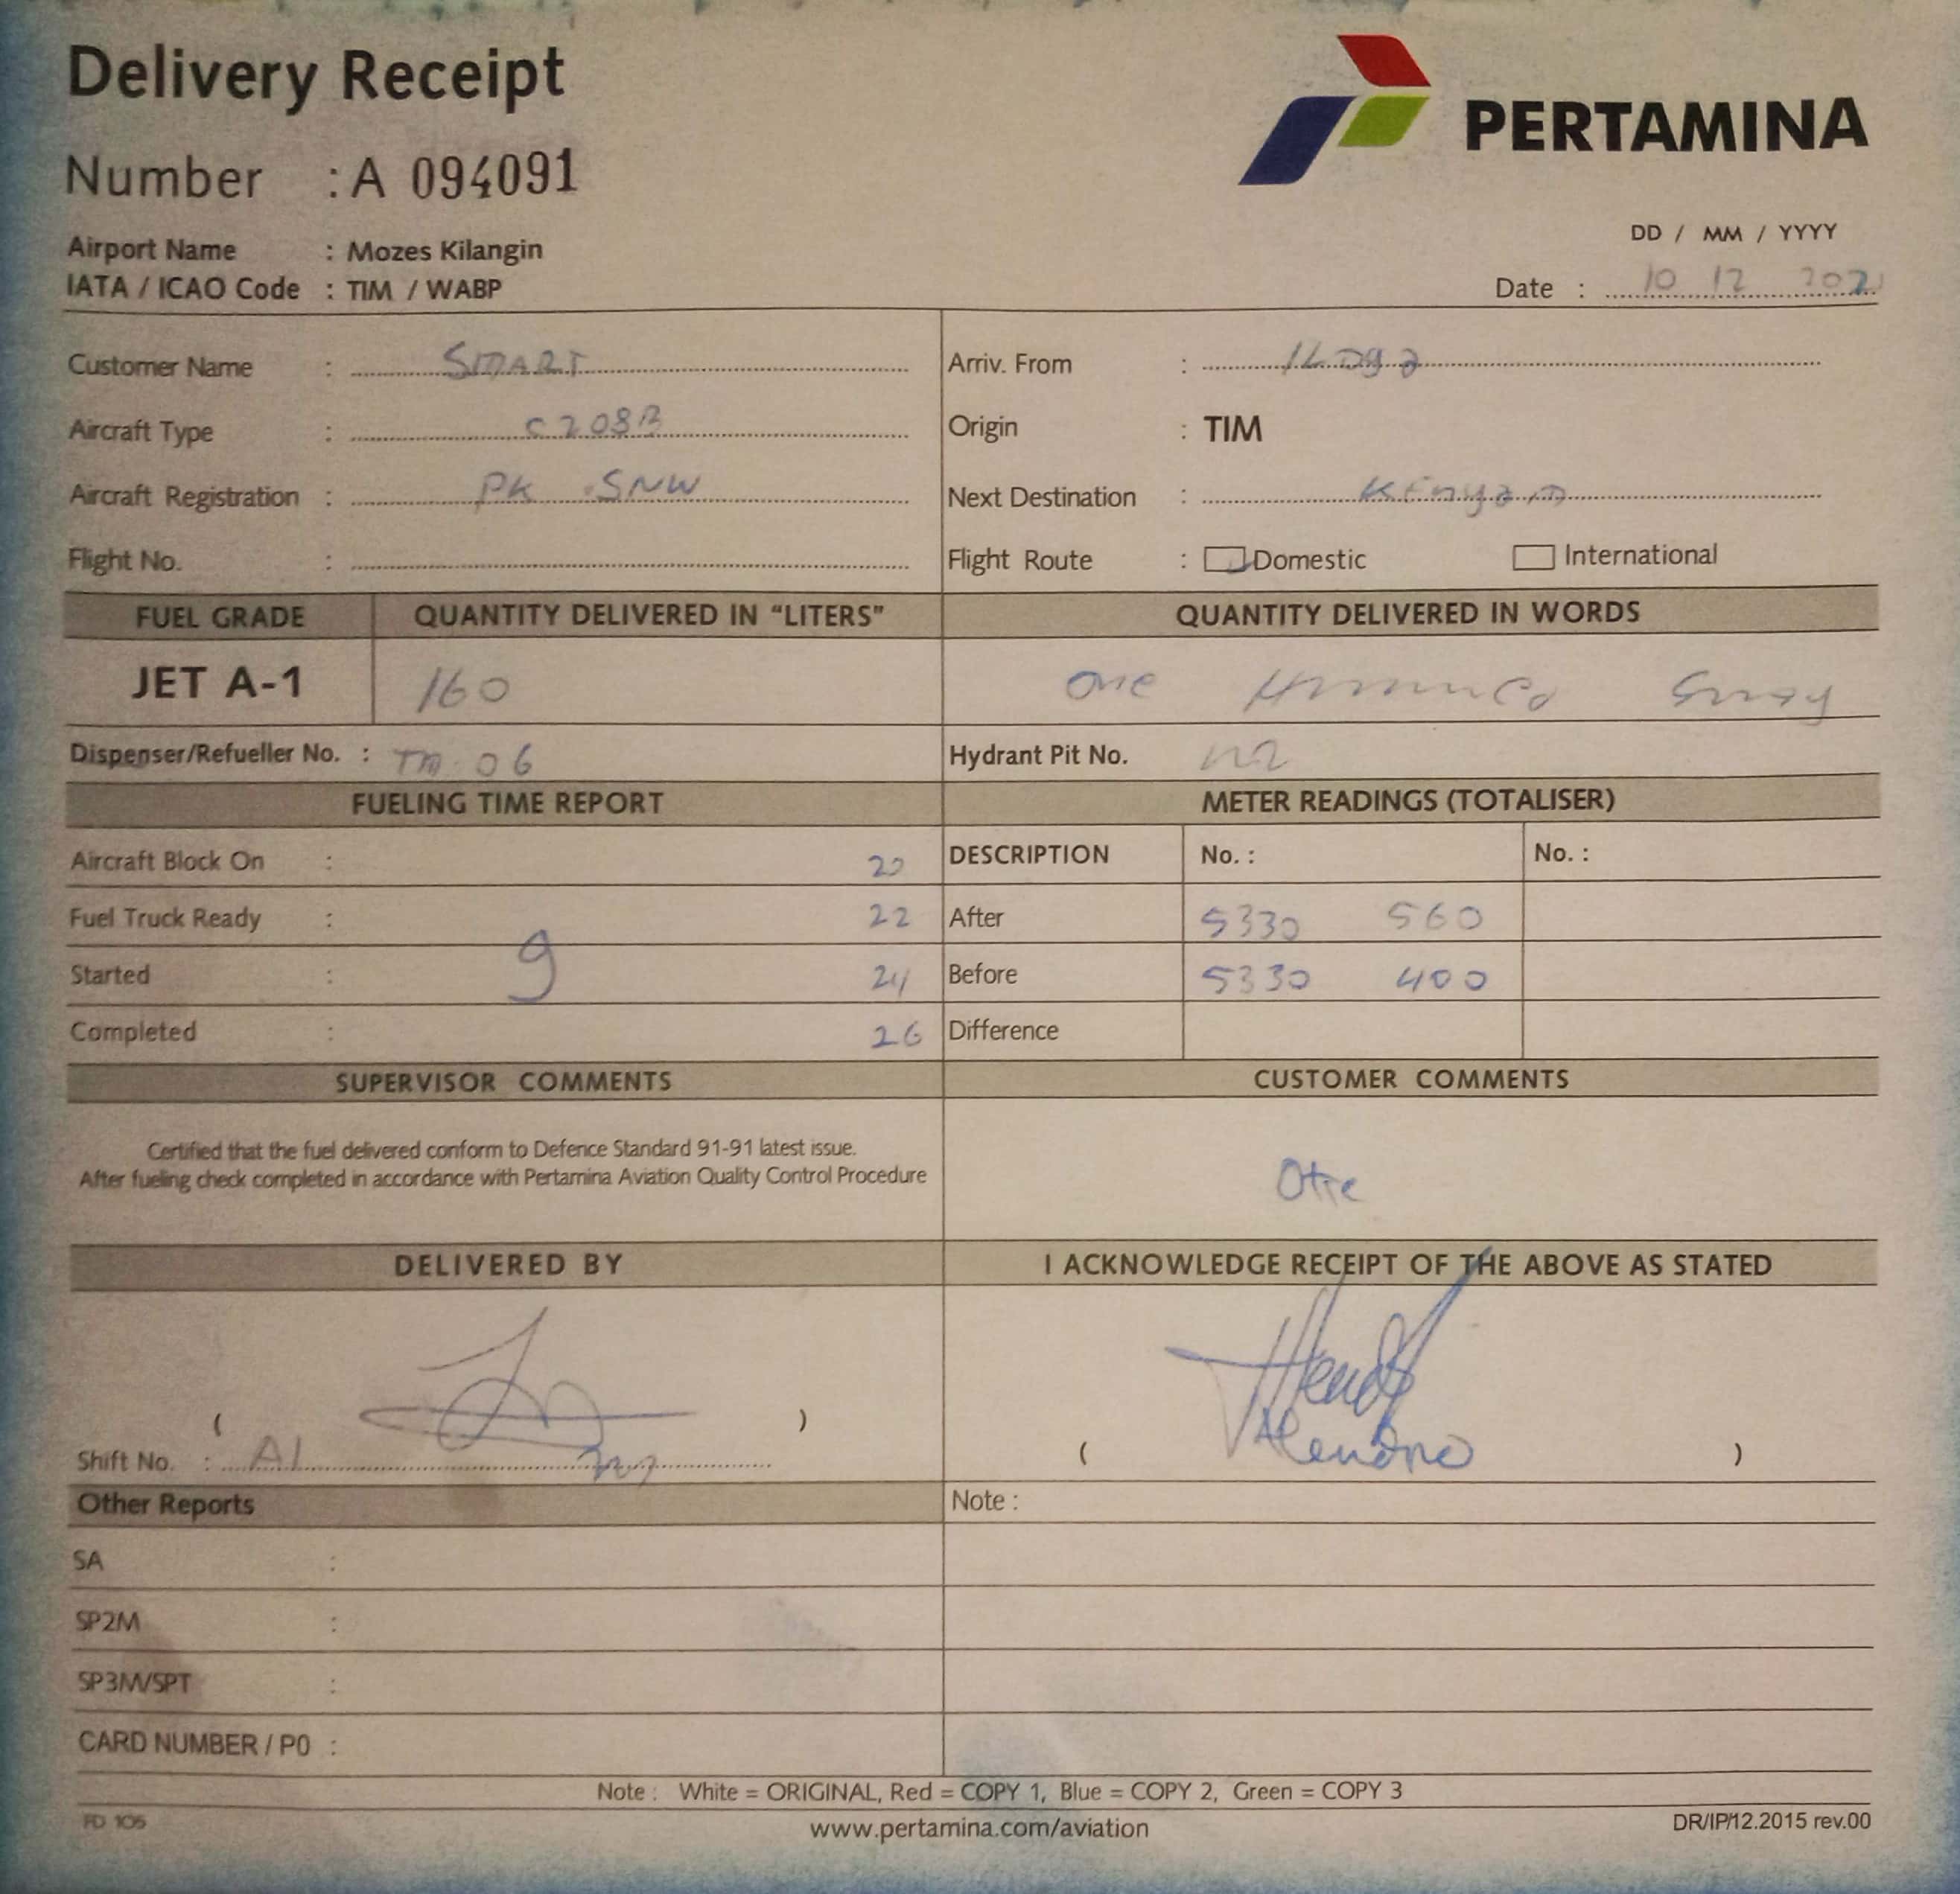 Delivery Receipt
PERTAMINA
Number : A 094091
Airport Name : Mozes Kilangin
IATA / ICAO Code : TIM / WABP
DD / MM / YYYY
Date : 10 12 2021
Customer Name : SMART
Arriv. From :
Aircraft Type : C208B
Origin : TIM
Aircraft Registration : PK SNW
Next Destination : Kenyam
Flight No. :
Flight Route : Domestic International
FUEL GRADE QUANTITY DELIVERED IN "LITERS" QUANTITY DELIVERED IN WORDS
JET A-1 160 one
Dispenser/Refueller No. : TM 06 Hydrant Pit No.
FUELING TIME REPORT METER READINGS (TOTALISER)
Aircraft Block On : 20 DESCRIPTION No. : No. :
Fuel Truck Ready : 22 After 5330 560
Started : 9 24 Before 5330 400
Completed : 26 Difference
SUPERVISOR COMMENTS CUSTOMER COMMENTS
Certified that the fuel delivered conform to Defence Standard 91-91 latest issue.
After fueling check completed in accordance with Pertamina Aviation Quality Control Procedure
DELIVERED BY I ACKNOWLEDGE RECEIPT OF THE ABOVE AS STATED
( ) ( )
Shift No. : A1
Other Reports Note :
SA :
SP2M :
SP3M/SPT :
CARD NUMBER / PO :
Note : White = ORIGINAL, Red = COPY 1, Blue = COPY 2, Green = COPY 3
FD 105 www.pertamina.com/aviation DR/IP/12.2015 rev.00